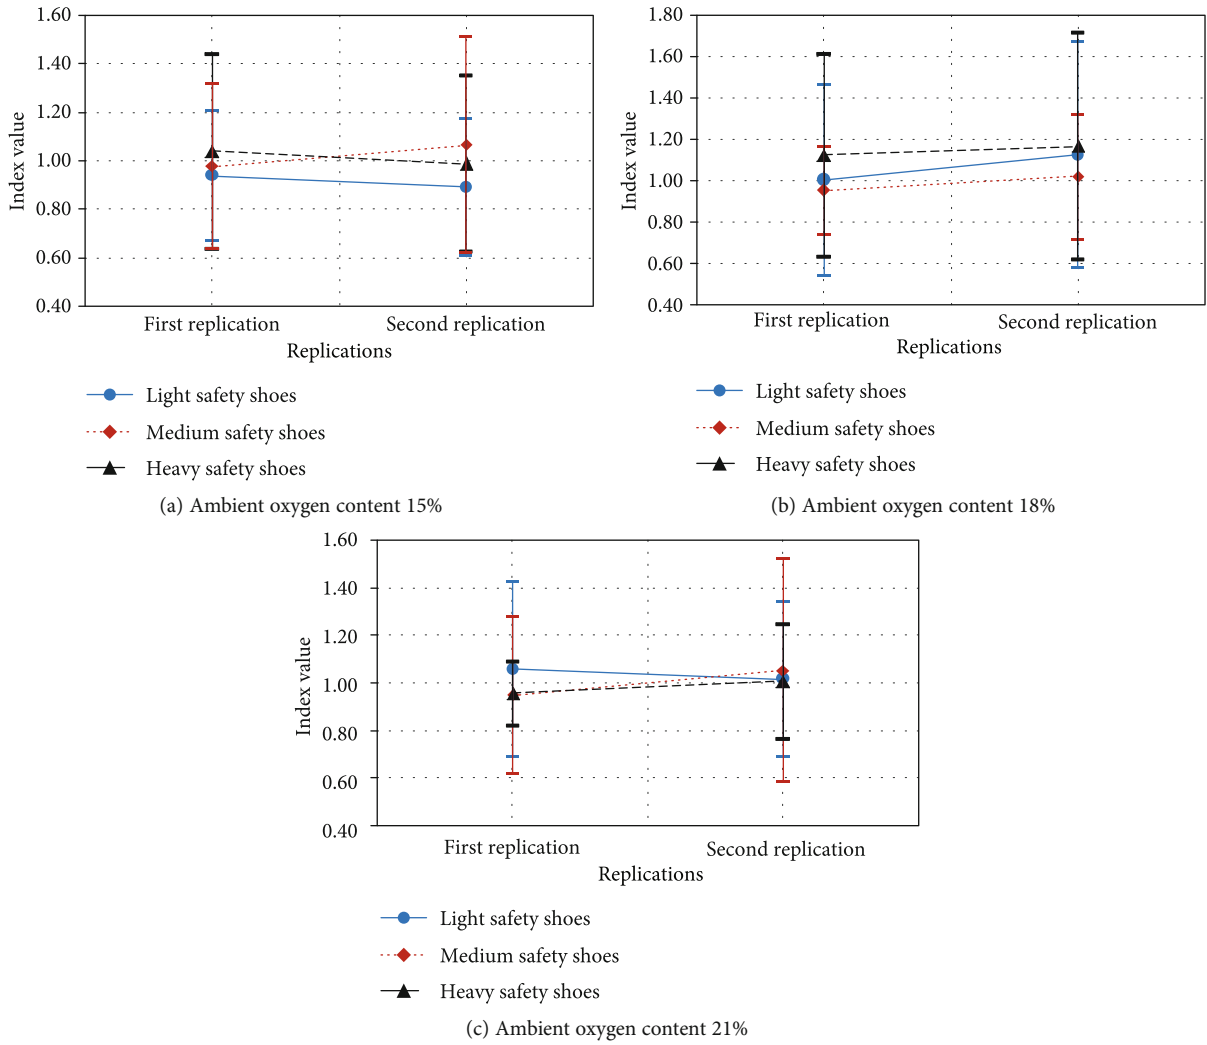 1.60
1.40
1.20
1.00
0.80
0.60
0.40
Index value
First replication
Second replication
Replications
Light safety shoes
Medium safety shoes
Heavy safety shoes
(a) Ambient oxygen content 15%
1.80
1.80
1.40
1.20
1.00
0.80
0.60
0.40
Index value
First replication
Second replication
Replications
Light safety shoes
Medium safety shoes
Heavy safety shoes
(b) Ambient oxygen content 18%
1.60
1.40
1.20
1.00
0.80
0.60
0.40
Index value
First replication
Second replication
Replications
Light safety shoes
Medium safety shoes
Heavy safety shoes
(c) Ambient oxygen content 21%